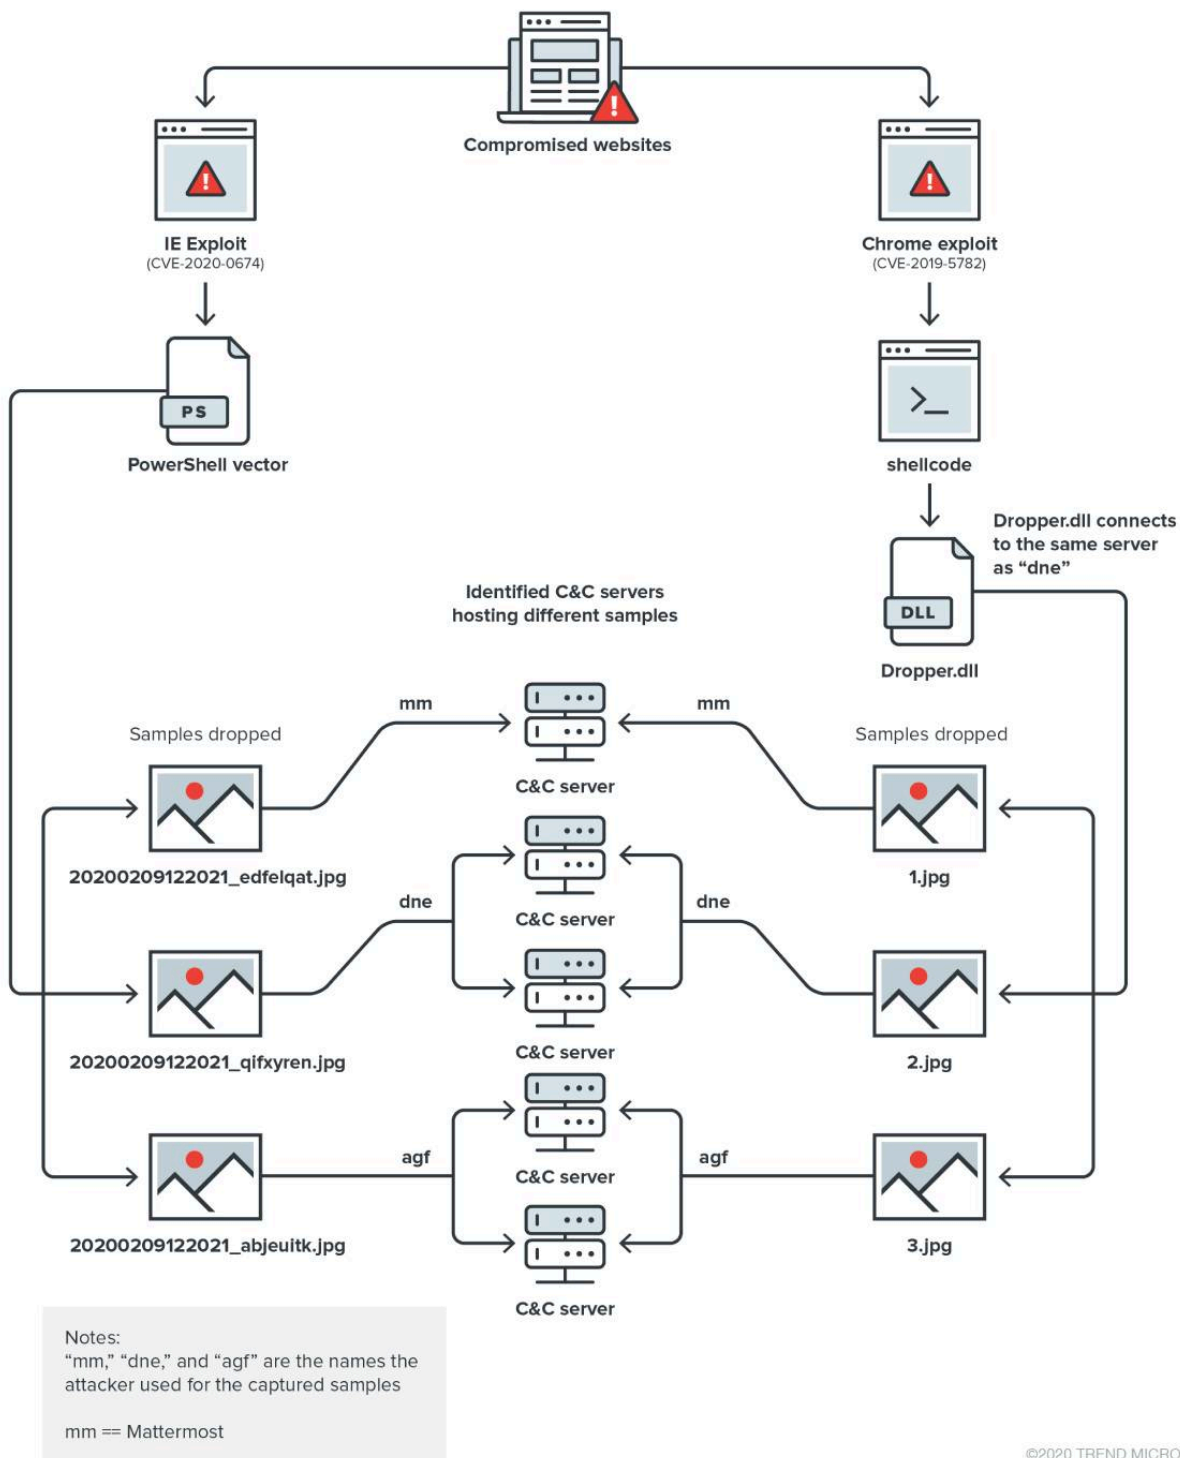 Compromised websites
IE Exploit
(CVE-2020-0674)
Chrome exploit
(CVE-2019-5782)
PS
PowerShell vector
>_
shellcode
Dropper.dll connects
to the same server
as “dne”
DLL
Dropper.dll
Identified C&C servers
hosting different samples
Samples dropped
mm
mm
Samples dropped
C&C server
20200209122021_edfelqat.jpg
1.jpg
dne
dne
C&C server
C&C server
20200209122021_qifxyren.jpg
2.jpg
agf
agf
C&C server
20200209122021_abjeuitk.jpg
3.jpg
C&C server
Notes:
“mm,” “dne,” and “agf” are the names the
attacker used for the captured samples
mm == Mattermost
©2020 TREND MICRO